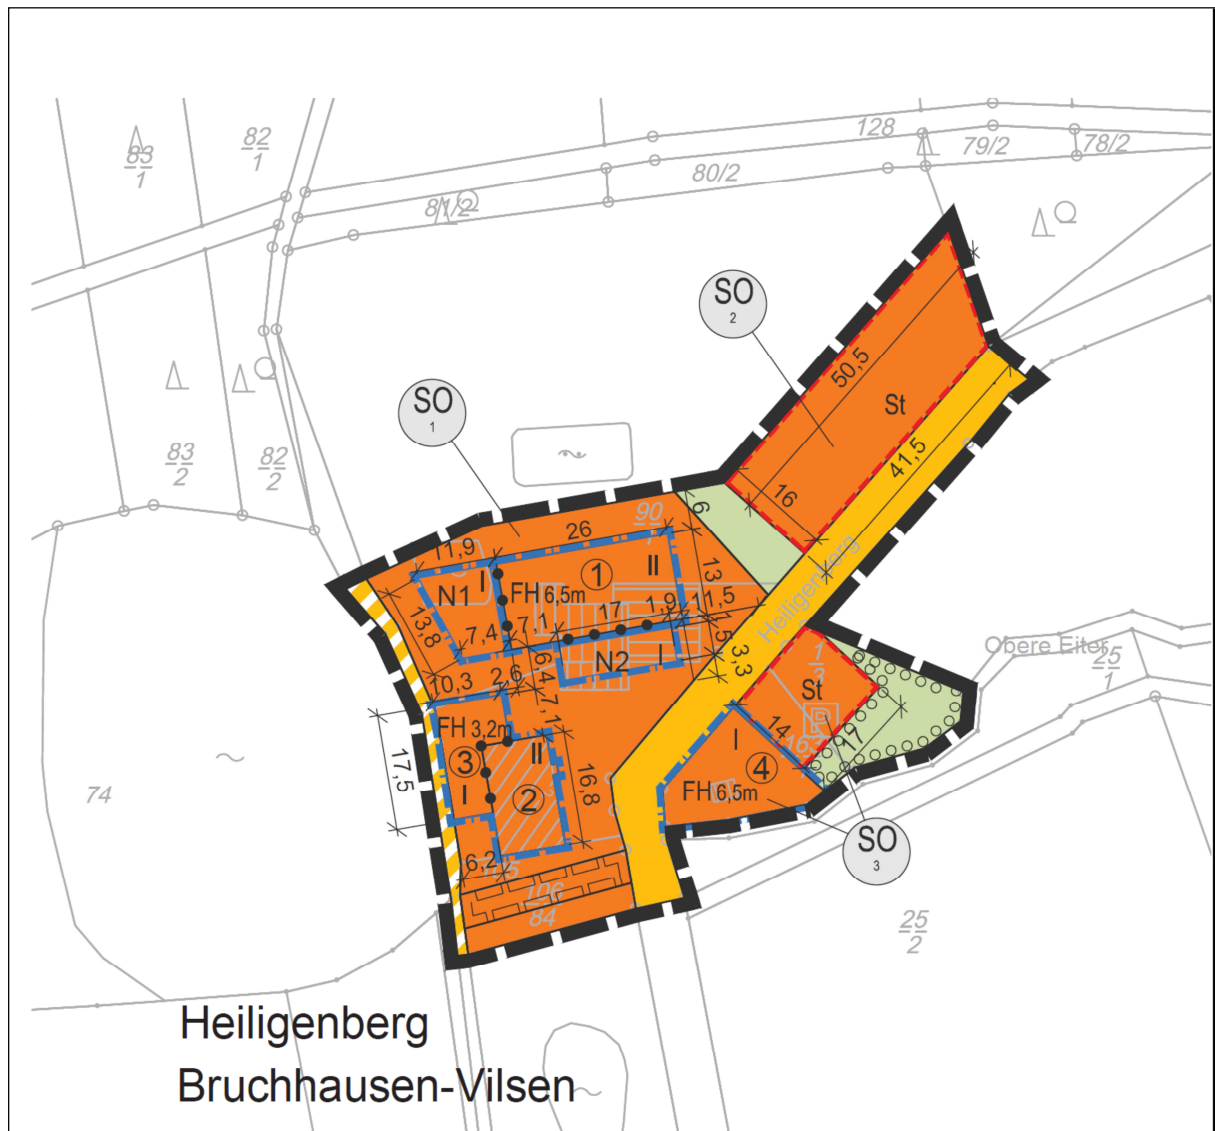 128
79/2
78/2
83
1
82
1
80/2
81/2
SO
2
50,5
St
SO
1
41,5
83
2
82
2
16
90
6
26
11,9
I
II
1
13
FH 6,5m
N1
17
1,9
11,5
Heiligenberg
13,8
7,4
7,1
1,5
N2
I
3,3
6,4
Obere Eiter
25
1
1
3
10,3
2,6
7,1
St
FH 3,2m
II
14
I
17
4
163
3
17,5
16,8
I
2
FH 6,5m
74
SO
3
6,2
106
84
25
2
Heiligenberg
Bruchhausen-Vilsen